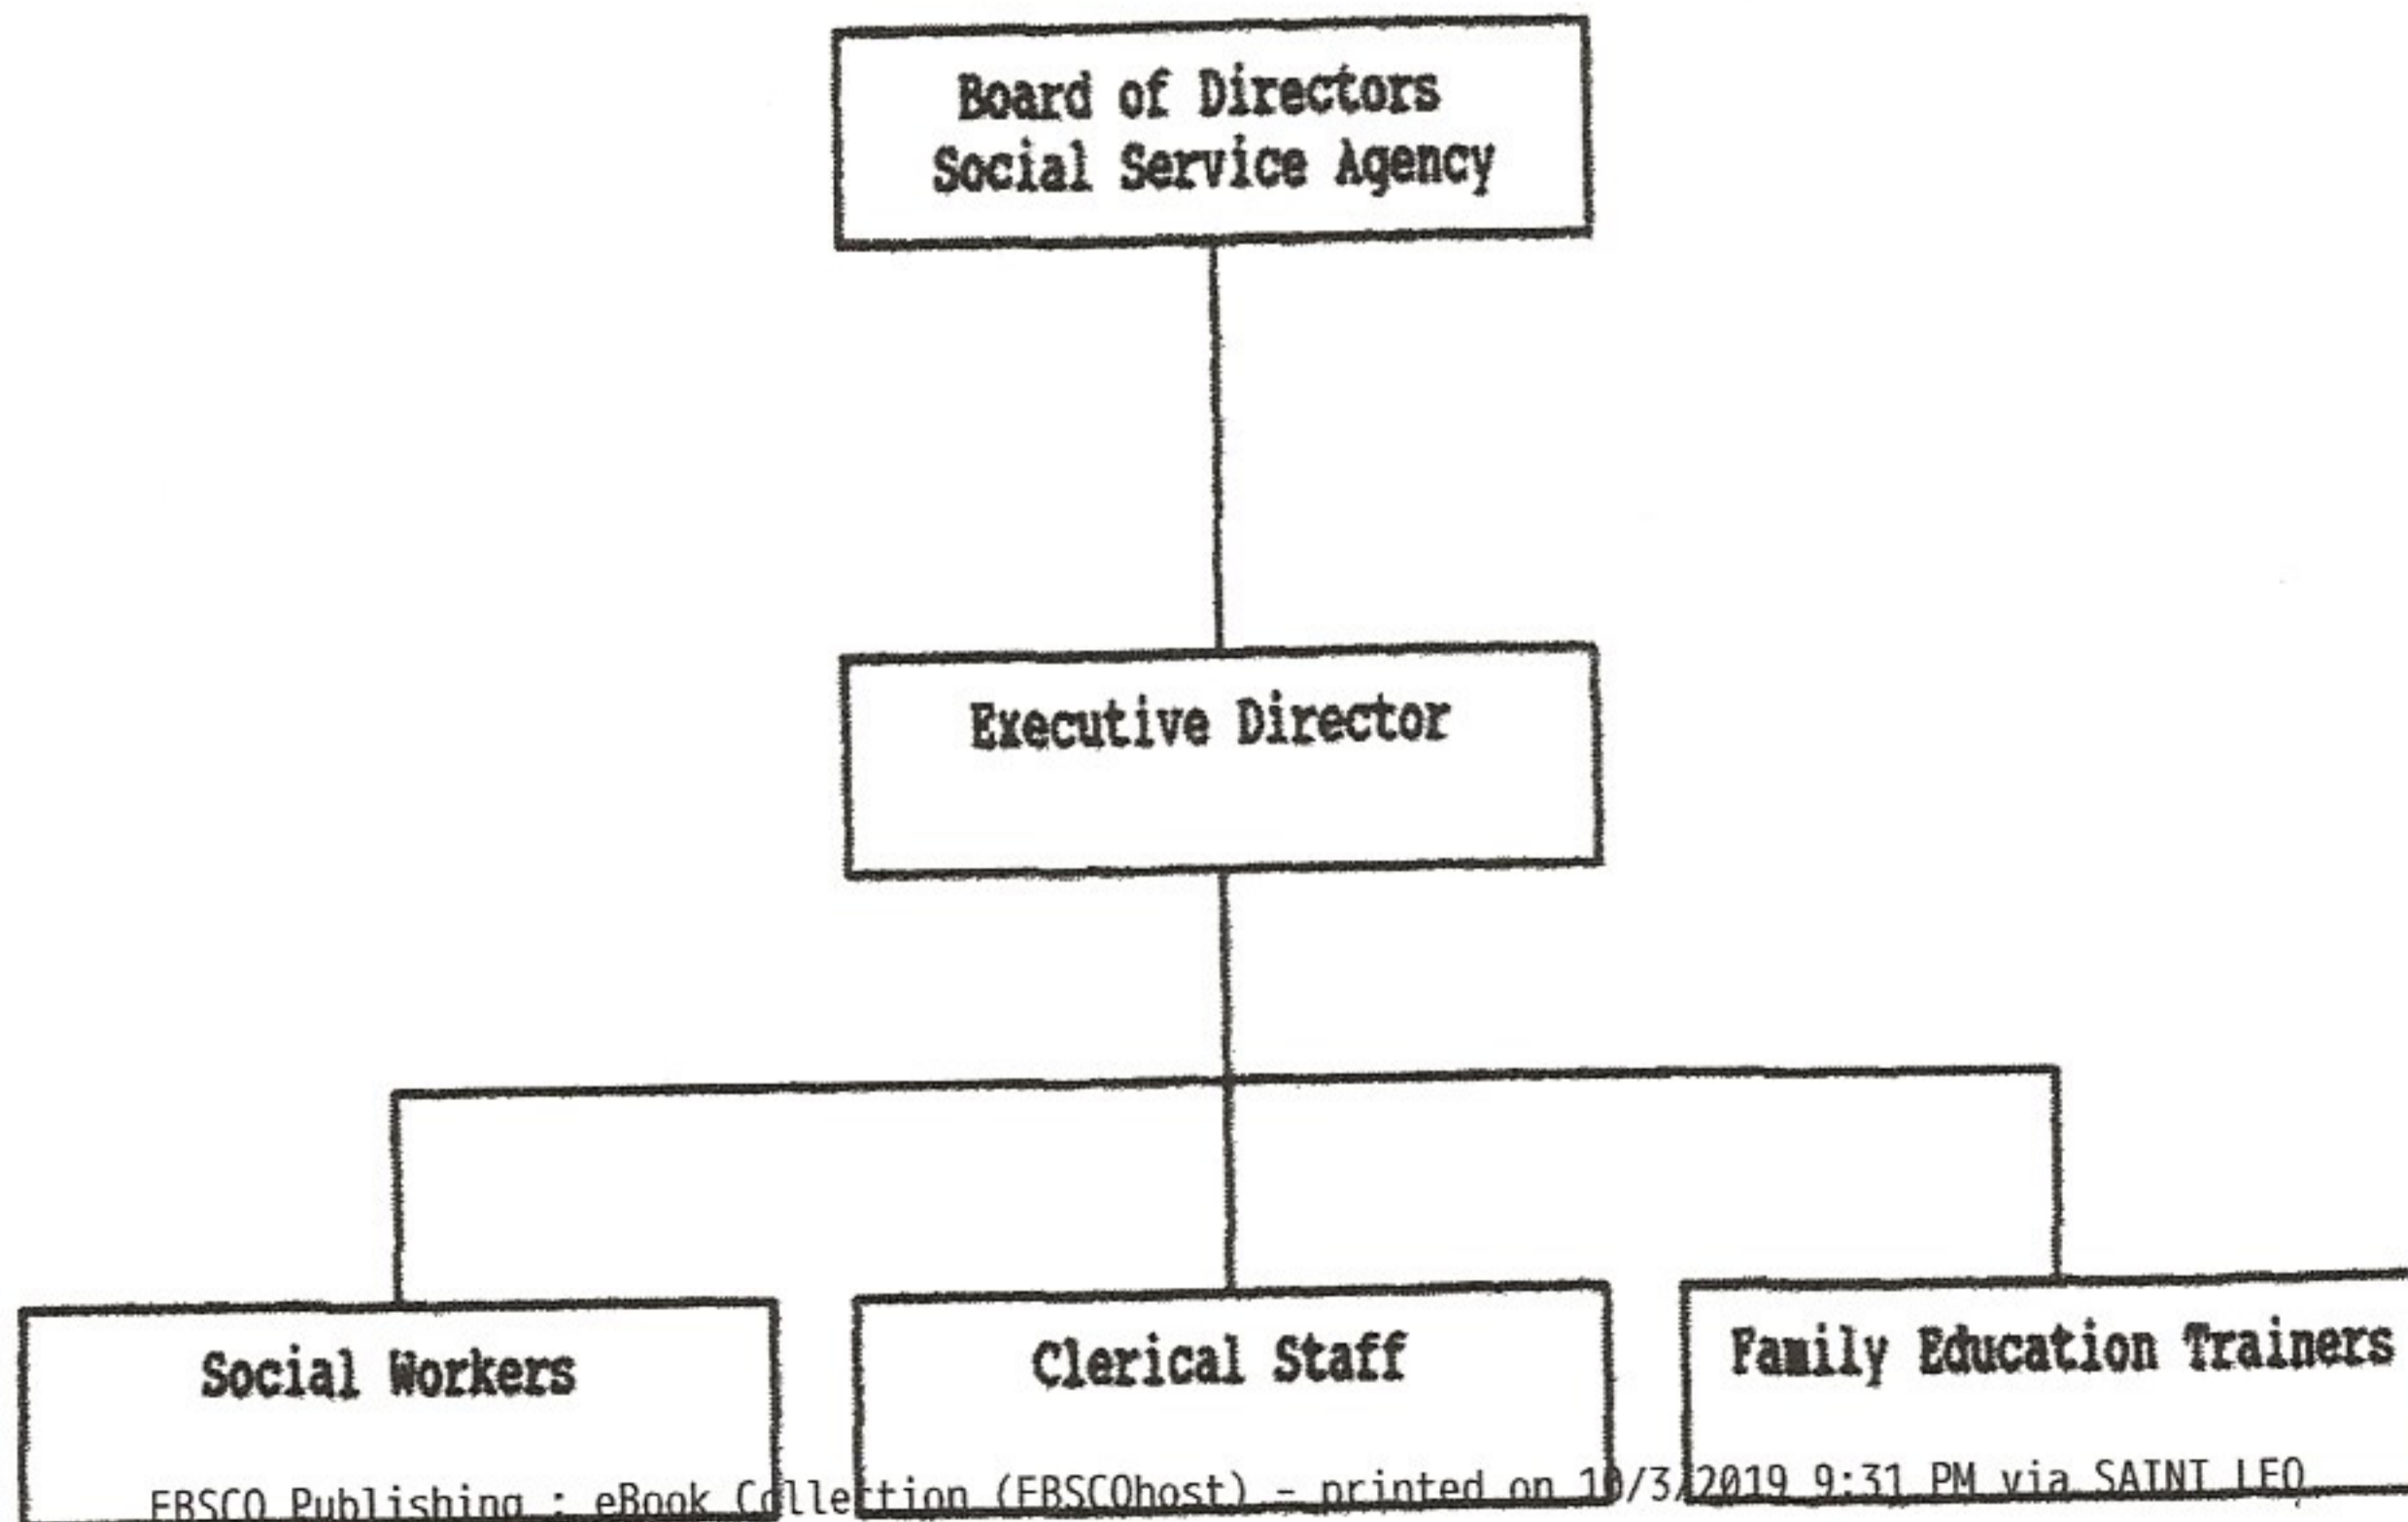 Board of Directors
Social Service Agency
Executive Director
Social Workers
Clerical Staff
Family Education Trainers
EBSCO Publishing : eBook Collection (EBSCOhost) - printed on 10/3/2019 9:31 PM via SAINT LEO